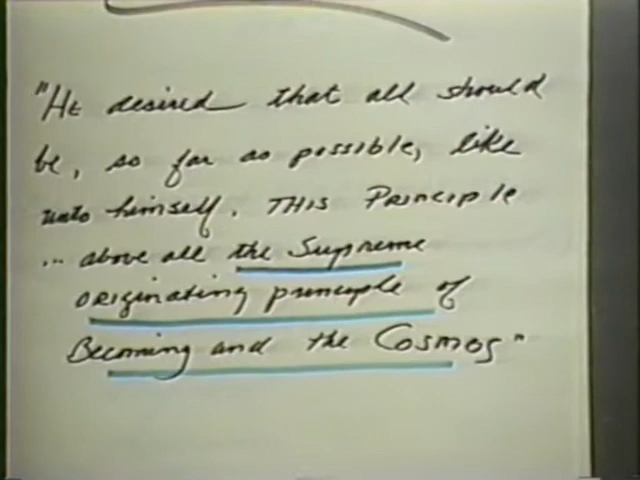 "He desired that all should
be, so far as possible, like
unto himself. THIS Principle
... above all the Supreme
originating principle of
Becoming and the Cosmos"